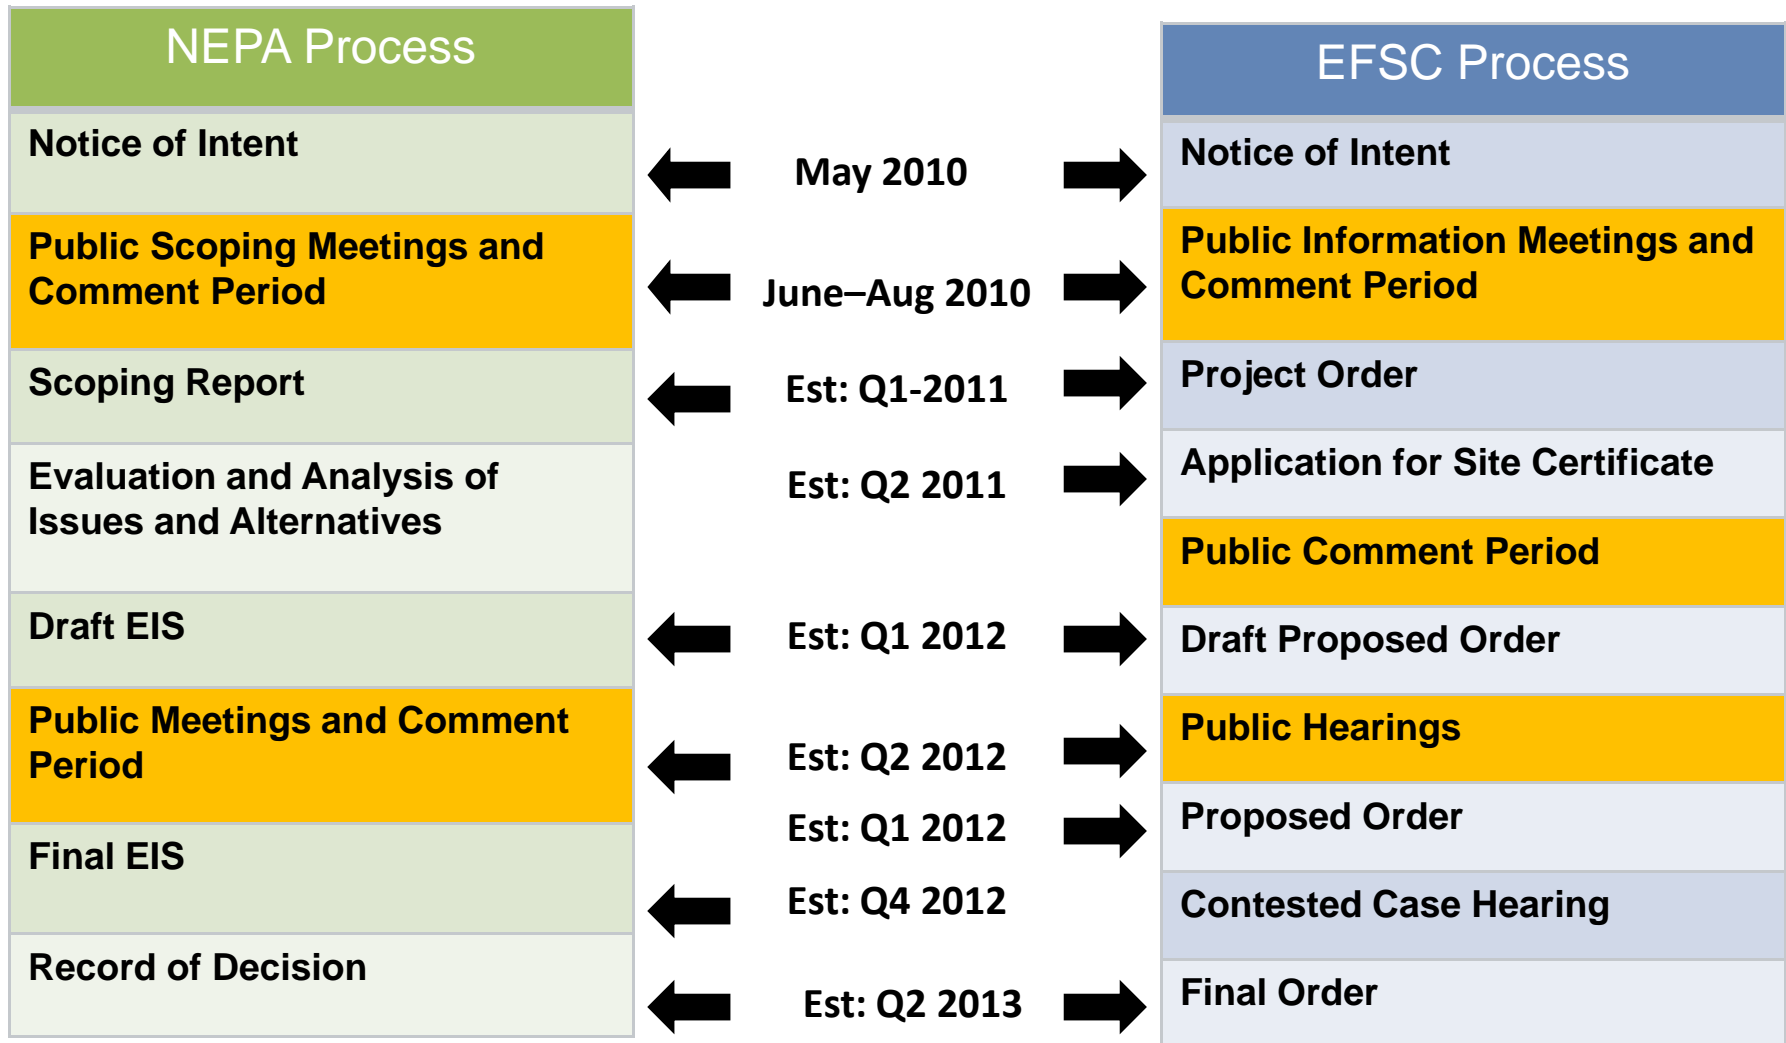 NEPA Process
Notice of Intent
Public Scoping Meetings and
Comment Period
Scoping Report
Evaluation and Analysis of
Issues and Alternatives
Draft EIS
Public Meetings and Comment
Period
Final EIS
Record of Decision
May 2010
June–Aug 2010
Est: Q1-2011
Est: Q2 2011
Est: Q1 2012
Est: Q2 2012
Est: Q1 2012
Est: Q4 2012
Est: Q2 2013
EFSC Process
Notice of Intent
Public Information Meetings and
Comment Period
Project Order
Application for Site Certificate
Public Comment Period
Draft Proposed Order
Public Hearings
Proposed Order
Contested Case Hearing
Final Order